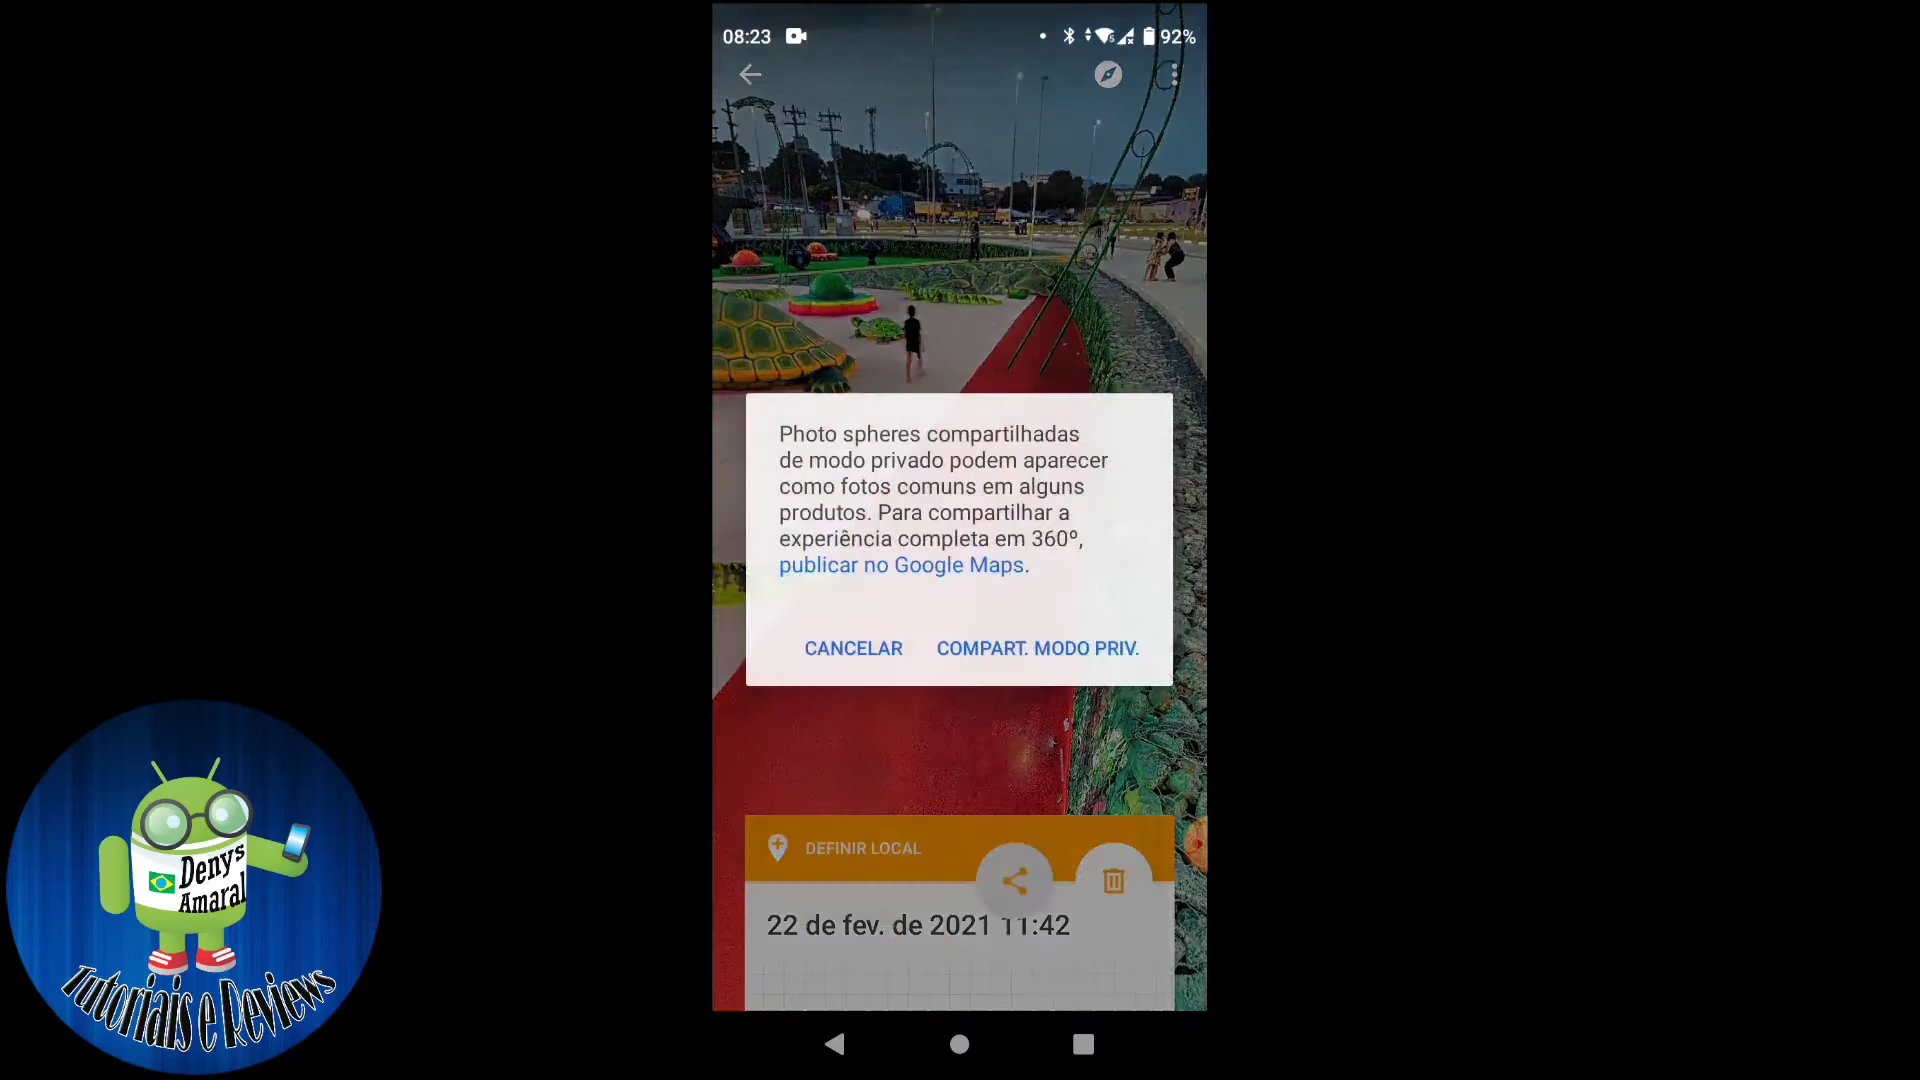 08:23
92%
Photo spheres compartilhadas
de modo privado podem aparecer
como fotos comuns em alguns
produtos. Para compartilhar a
experiência completa em 360º,
publicar no Google Maps.
CANCELAR COMPART. MODO PRIV.
DEFINIR LOCAL
22 de fev. de 2021 11:42
Denys
Amaral
Tutoriais e Reviews